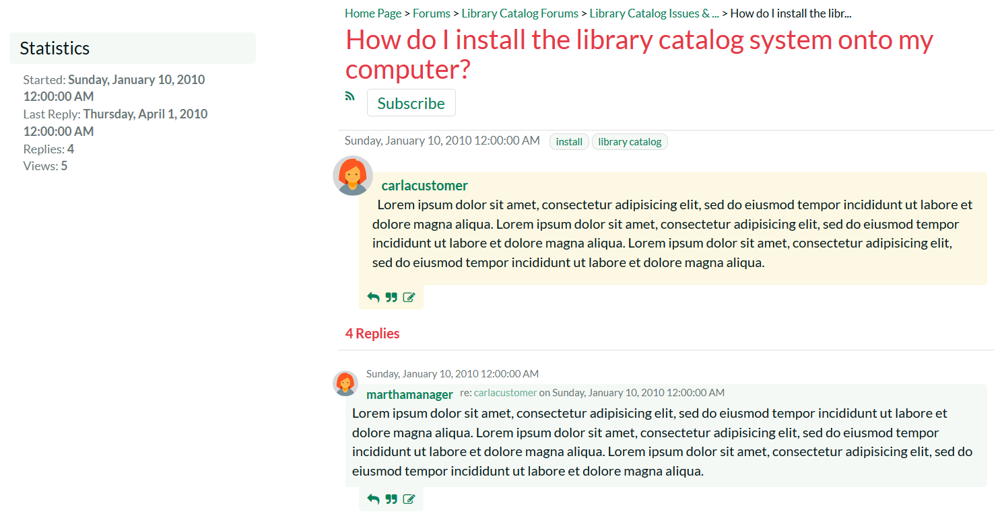 Home Page > Forums > Library Catalog Forums > Library Catalog Issues & ... > How do I install the libr...
Statistics
Started: Sunday, January 10, 2010
12:00:00 AM
Last Reply: Thursday, April 1, 2010
12:00:00 AM
Replies: 4
Views: 5
How do I install the library catalog system onto my
computer?
Subscribe
Sunday, January 10, 2010 12:00:00 AM install library catalog
carlacustomer
Lorem ipsum dolor sit amet, consectetur adipisicing elit, sed do eiusmod tempor incididunt ut labore et
dolore magna aliqua. Lorem ipsum dolor sit amet, consectetur adipisicing elit, sed do eiusmod tempor
incididunt ut labore et dolore magna aliqua. Lorem ipsum dolor sit amet, consectetur adipisicing elit,
sed do eiusmod tempor incididunt ut labore et dolore magna aliqua.
4 Replies
Sunday, January 10, 2010 12:00:00 AM
marthamanager re: carlacustomer on Sunday, January 10, 2010 12:00:00 AM
Lorem ipsum dolor sit amet, consectetur adipisicing elit, sed do eiusmod tempor incididunt ut labore et
dolore magna aliqua. Lorem ipsum dolor sit amet, consectetur adipisicing elit, sed do eiusmod tempor
incididunt ut labore et dolore magna aliqua. Lorem ipsum dolor sit amet, consectetur adipisicing elit, sed do
eiusmod tempor incididunt ut labore et dolore magna aliqua.